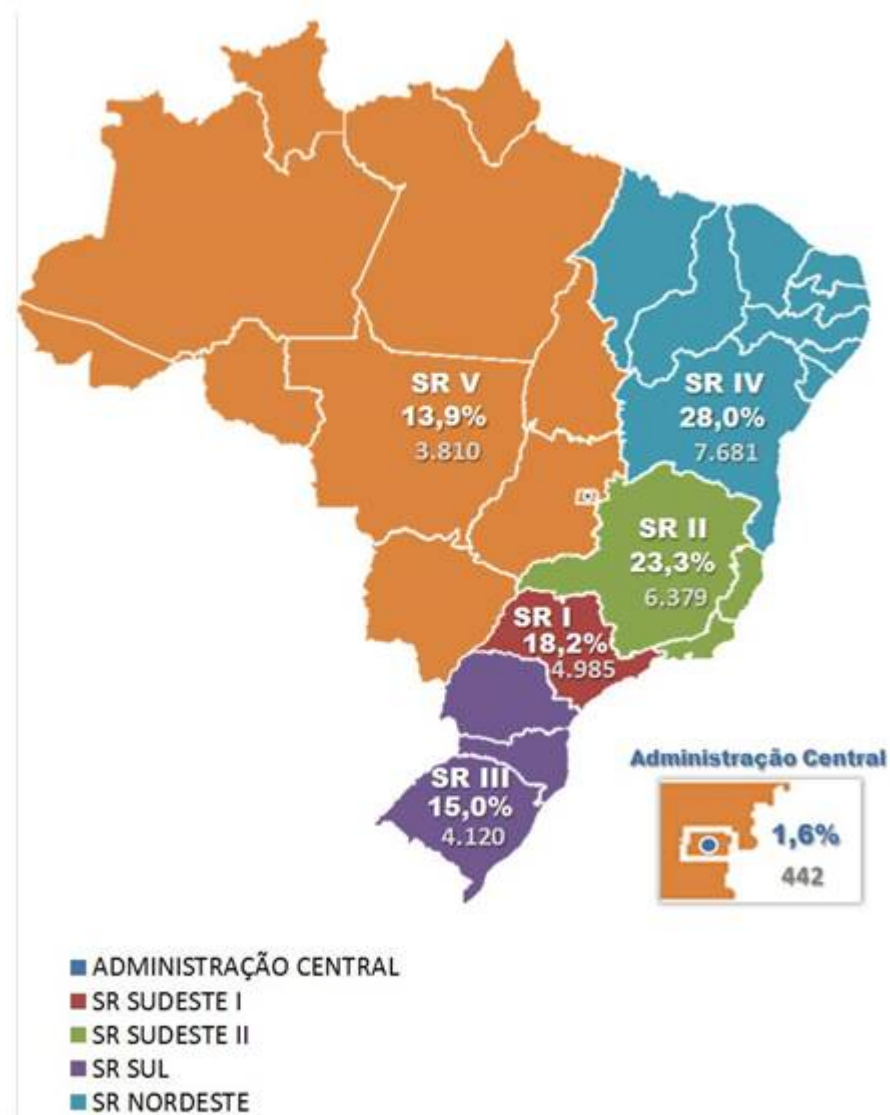 SR V
13,9%
3.810
SR IV
28,0%
7.681
SR II
23,3%
6.379
SR I
18,2%
4.985
SR III
15,0%
4.120
Administração Central
1,6%
442
ADMINISTRAÇÃO CENTRAL
SR SUDESTE I
SR SUDESTE II
SR SUL
SR NORDESTE